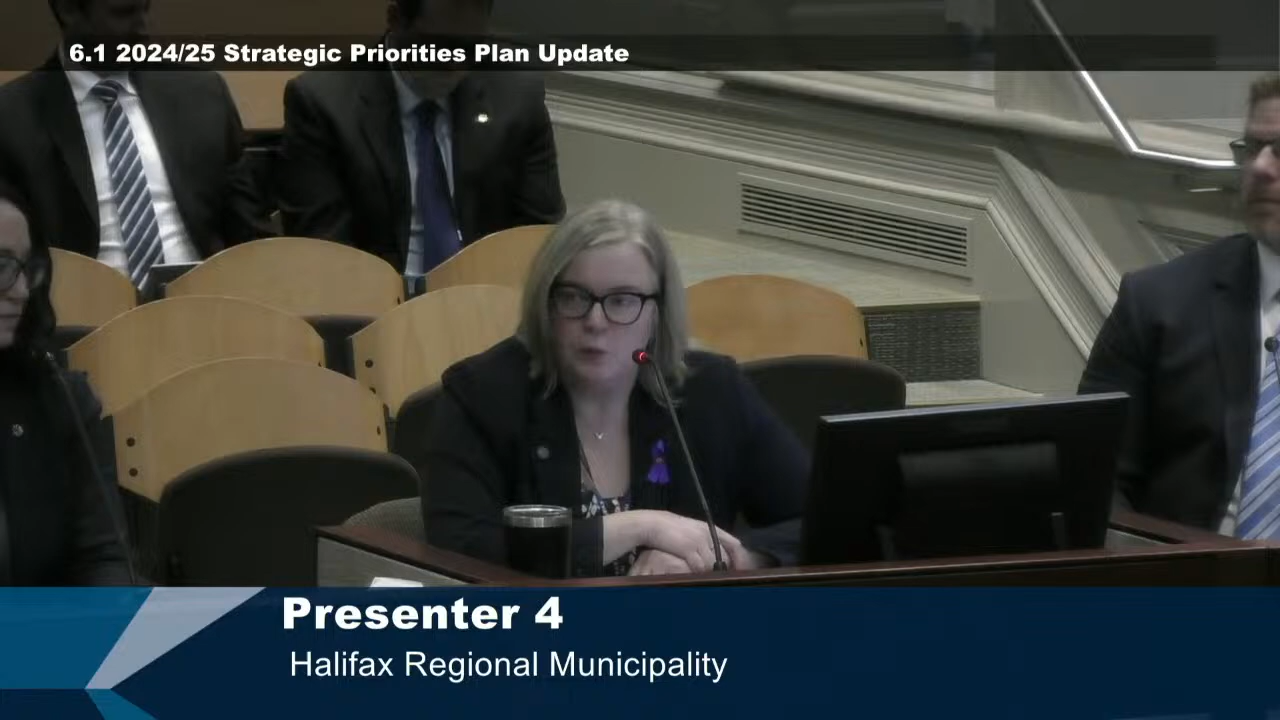 6.1 2024/25 Strategic Priorities Plan Update
Presenter 4
Halifax Regional Municipality